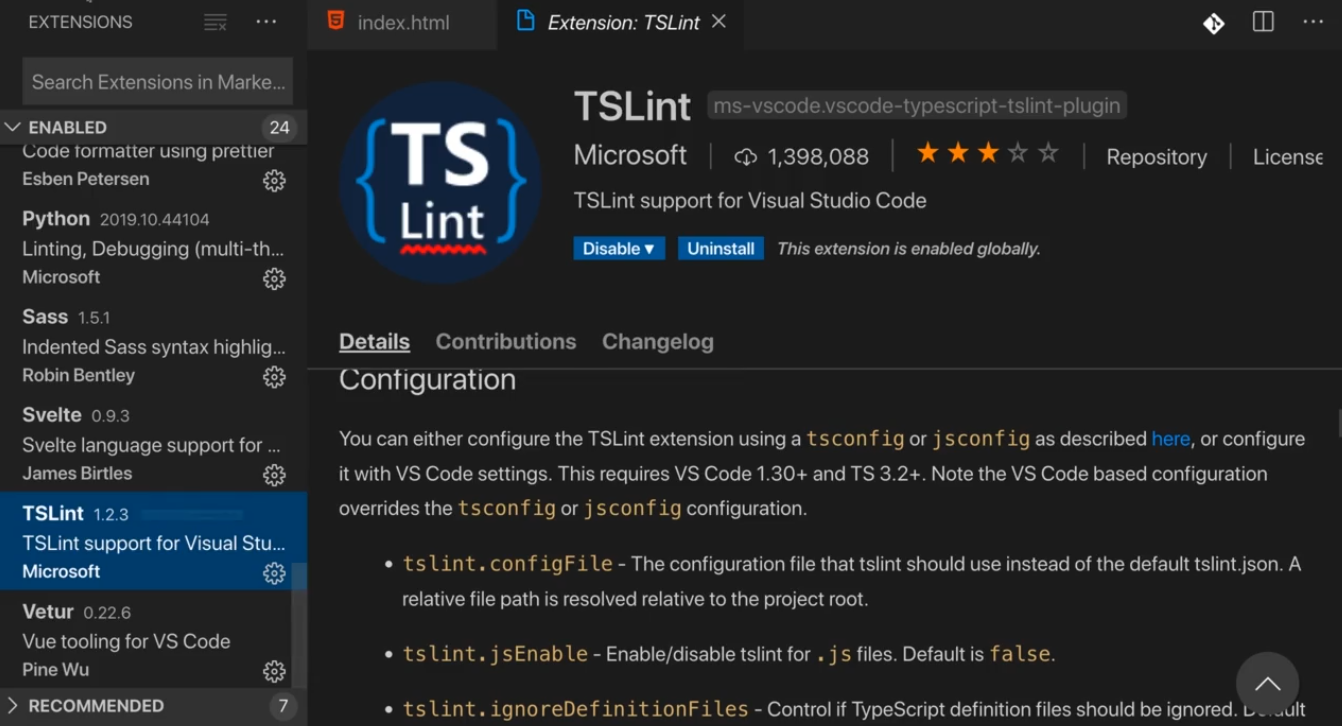 EXTENSIONS
Search Extensions in Marke...
ENABLED 24
Code formatter using prettier
Esben Petersen
Python 2019.10.44104
Linting, Debugging (multi-th...
Microsoft
Sass 1.5.1
Indented Sass syntax highlig...
Robin Bentley
Svelte 0.9.3
Svelte language support for ...
James Birtles
TSLint 1.2.3
TSLint support for Visual Stu...
Microsoft
Vetur 0.22.6
Vue tooling for VS Code
Pine Wu
RECOMMENDED 7
index.html Extension: TSLint
TS
Lint
TSLint ms-vscode.vscode-typescript-tslint-plugin
Microsoft 1,398,088 Repository License
TSLint support for Visual Studio Code
Disable Uninstall This extension is enabled globally.
Details Contributions Changelog
Configuration
You can either configure the TSLint extension using a tsconfig or jsconfig as described here, or configure
it with VS Code settings. This requires VS Code 1.30+ and TS 3.2+. Note the VS Code based configuration
overrides the tsconfig or jsconfig configuration.
• tslint.configFile - The configuration file that tslint should use instead of the default tslint.json. A
relative file path is resolved relative to the project root.
• tslint.jsEnable - Enable/disable tslint for .js files. Default is false.
• tslint.ignoreDefinitionFiles - Control if TypeScript definition files should be ignored.